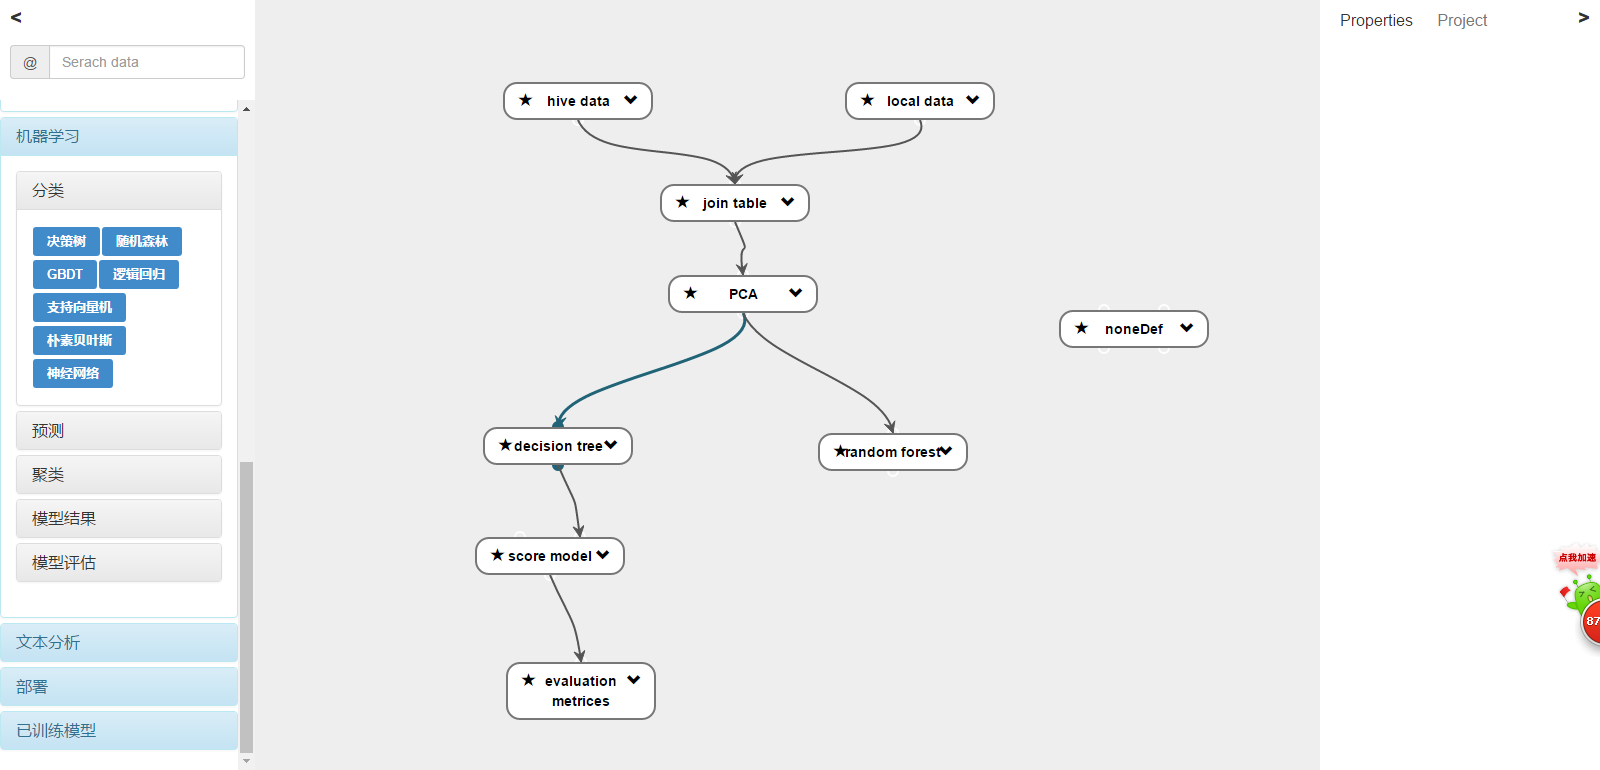 <
@ Serach data
机器学习
分类
决策树 随机森林
GBDT 逻辑回归
支持向量机
朴素贝叶斯
神经网络
预测
聚类
模型结果
模型评估
文本分析
部署
已训练模型
hive data
local data
join table
PCA
noneDef
decision tree
random forest
score model
evaluation
metrices
Properties Project >
点我加速
87